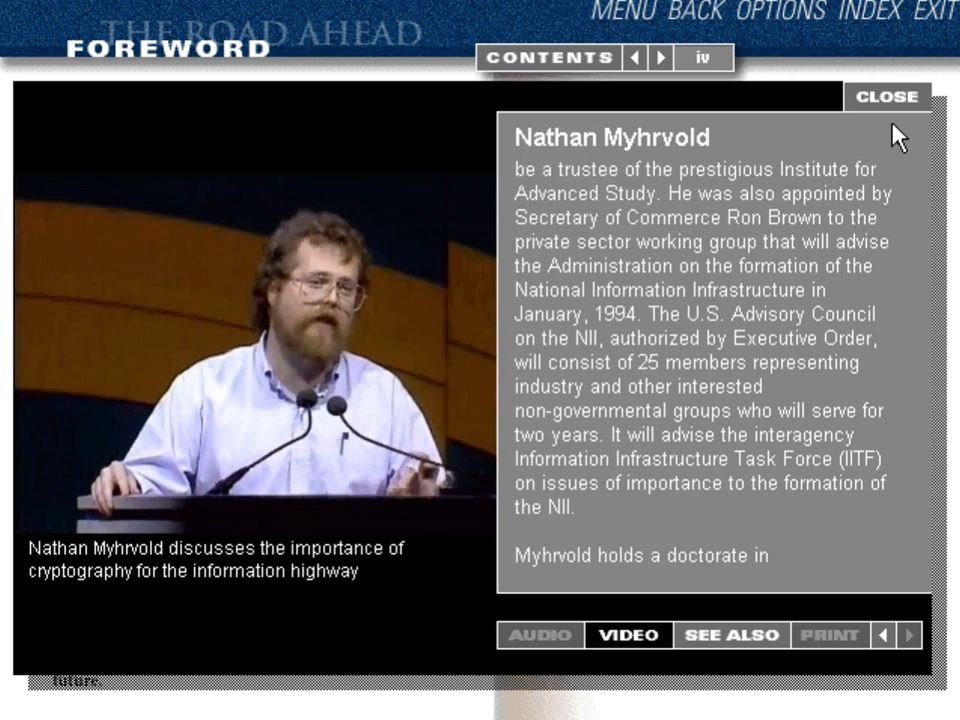 MENU BACK OPTIONS INDEX EXIT
THE ROAD AHEAD
FOREWORD
CONTENTS iv
CLOSE
Nathan Myhrvold
be a trustee of the prestigious Institute for
Advanced Study. He was also appointed by
Secretary of Commerce Ron Brown to the
private sector working group that will advise
the Administration on the formation of the
National Information Infrastructure in
January, 1994. The U.S. Advisory Council
on the NII, authorized by Executive Order,
will consist of 25 members representing
industry and other interested
non-governmental groups who will serve for
two years. It will advise the interagency
Information Infrastructure Task Force (IITF)
on issues of importance to the formation of
the NII.
Myhrvold holds a doctorate in
Nathan Myhrvold discusses the importance of
cryptography for the information highway
AUDIO VIDEO SEE ALSO PRINT
future.